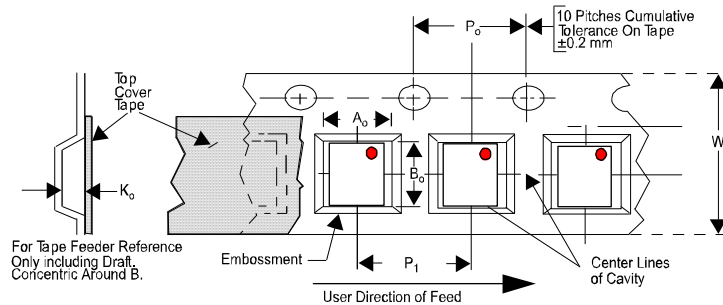 10 Pitches Cumulative
Tolerance On Tape
±0.2 mm
Po
Top
Cover
Tape
Ao
W
Bo
Ko
For Tape Feeder Reference
Only including Draft.
Concentric Around B.
Embossment
P1
Center Lines
of Cavity
User Direction of Feed